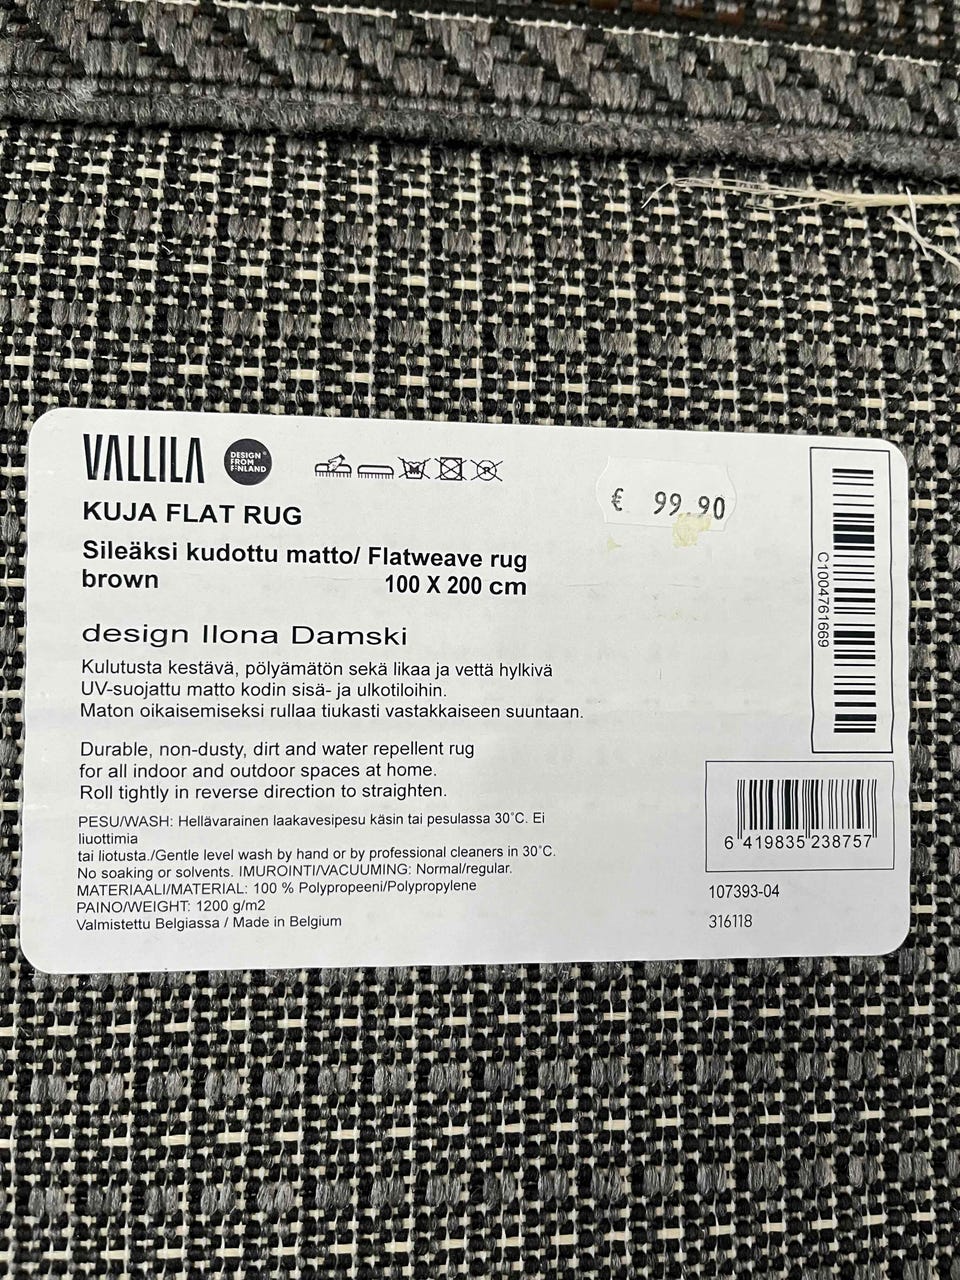 VALLILA
DESIGN
FROM
FINLAND
€ 99.90
KUJA FLAT RUG
Sileäksi kudottu matto/ Flatweave rug
brown 100 X 200 cm
design Ilona Damski
Kulutusta kestävä, pölyämätön sekä likaa ja vettä hylkivä
UV-suojattu matto kodin sisä- ja ulkotiloihin.
Maton oikaisemiseksi rullaa tiukasti vastakkaiseen suuntaan.
Durable, non-dusty, dirt and water repellent rug
for all indoor and outdoor spaces at home.
Roll tightly in reverse direction to straighten.
PESU/WASH: Hellävarainen laakavesipesu käsin tai pesulassa 30°C. Ei
liuottimia
tai liotusta./Gentle level wash by hand or by professional cleaners in 30°C.
No soaking or solvents. IMUROINTI/VACUUMING: Normal/regular.
MATERIAALI/MATERIAL: 100 % Polypropeeni/Polypropylene
PAINO/WEIGHT: 1200 g/m2
Valmistettu Belgiassa / Made in Belgium
C1004761669
6 419835 238757
107393-04
316118